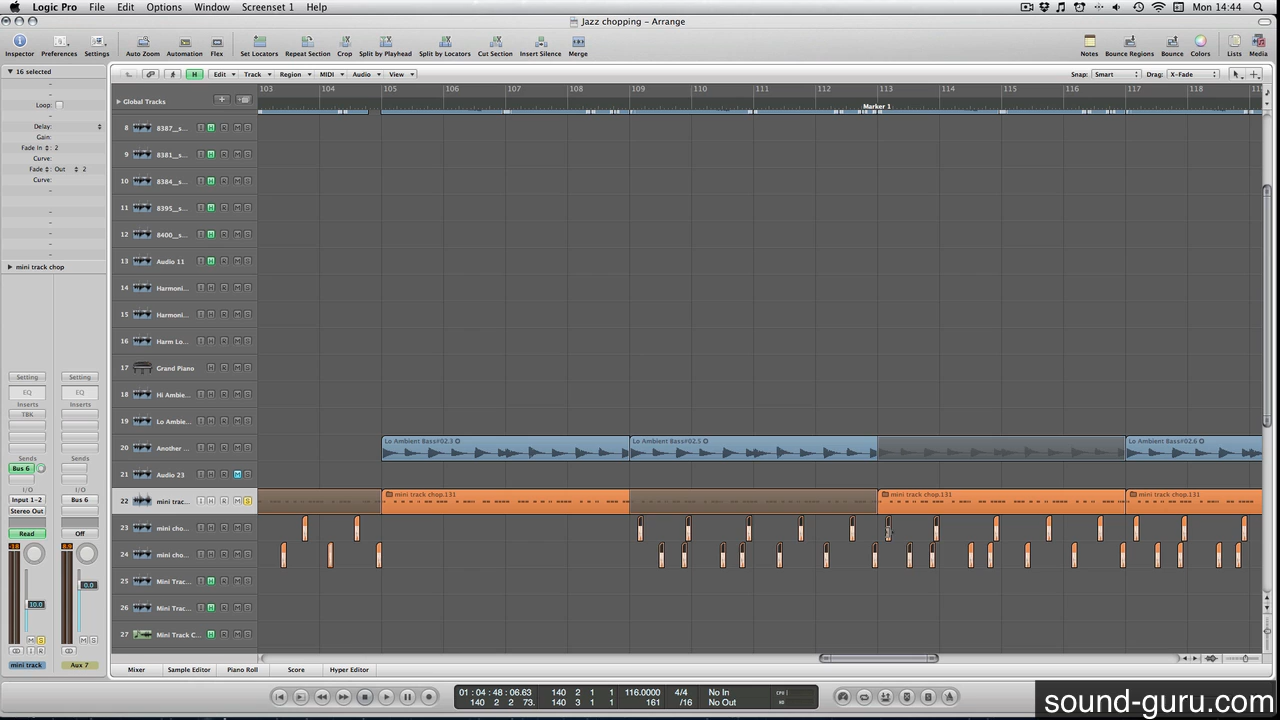 Logic Pro File Edit Options Window Screenset 1 Help Mon 14:44
Jazz chopping - Arrange
Inspector Preferences Settings Auto Zoom Automation Flex Set Locators Repeat Section Crop Split by Playhead Split by Locators Cut Section Insert Silence Merge Notes Bounce Regions Bounce Colors Lists Media
16 selected
H Edit Track Region MIDI Audio View Snap: Smart Drag: X-Fade
Loop:
Delay:
Gain:
Fade In: 2
Curve:
Fade: Out 2
Curve:
mini track chop
Global Tracks 103 104 105 106 107 108 109 110 111 112 113 114 115 116 117 118
Marker 1
8 8387_s... I H R M S
9 8381_s... I H R M S
10 8384_s... I H R M S
11 8395_s... I H R M S
12 8400_s... I H R M S
13 Audio 11 I H R M S
14 Harmoni... I H R M S
15 Harmoni... I H R M S
16 Harm Lo... I H R M S
17 Grand Piano H R M S
18 Hi Ambie... I H R M S
19 Lo Ambie... I H R M S
20 Another ... I H R M S Lo Ambient Bass#02.3 Lo Ambient Bass#02.5 Lo Ambient Bass#02.6
21 Audio 23 I H R M S
22 mini trac... I H R M S mini track chop.131 mini track chop.131 mini track chop.131
23 mini cho... I H R M S
24 mini cho... I H R M S
25 Mini Trac... I H R M S
26 Mini Trac... I H R M S
27 Mini Track C... H R M S
Setting Setting
EQ EQ
Inserts Inserts
TBK
Sends Sends
Bus 6
I/O I/O
Input 1-2 Bus 6
Stereo Out
Read Off
10.0 0.0
M S M S
I R
mini track Aux 7
Mixer Sample Editor Piano Roll Score Hyper Editor
01: 04: 48: 06.63 140 2 1 1 116.0000 4/4 No In CPU
140 2 2 73. 140 3 1 1 161 /16 No Out HD
sound-guru.com